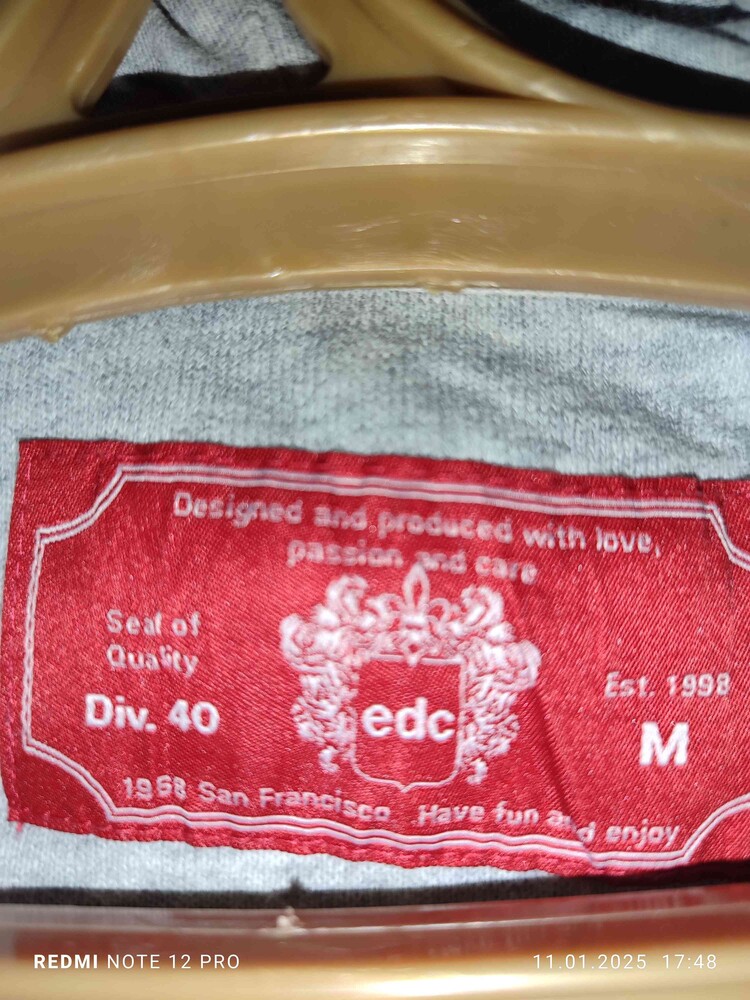 Designed and produced with love,
passion and care
Seal of
Quality
Div. 40
edc
Est. 1998
M
1968 San Francisco. Have fun and enjoy
REDMI NOTE 12 PRO
11.01.2025 17:48